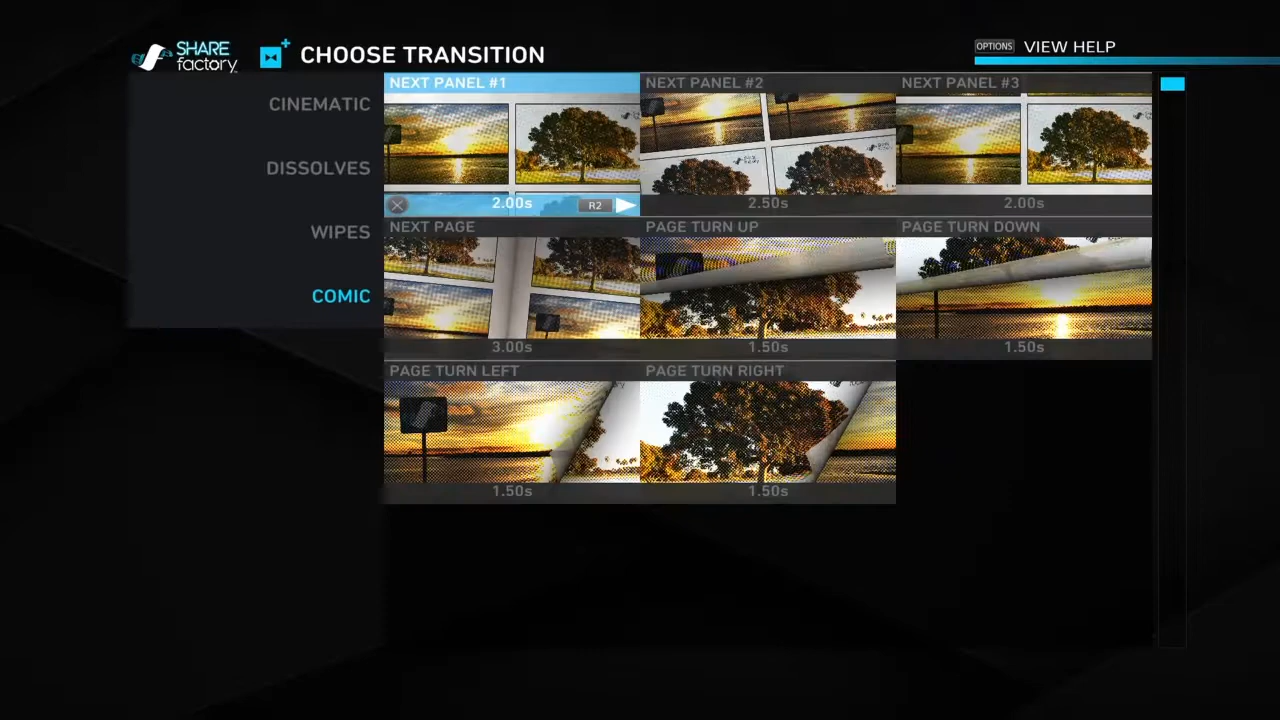 SHARE
factory™
CHOOSE TRANSITION
OPTIONS VIEW HELP
CINEMATIC
DISSOLVES
WIPES
COMIC
NEXT PANEL #1
NEXT PANEL #2
NEXT PANEL #3
2.00s
R2
2.50s
2.00s
NEXT PAGE
PAGE TURN UP
PAGE TURN DOWN
3.00s
1.50s
1.50s
PAGE TURN LEFT
PAGE TURN RIGHT
1.50s
1.50s